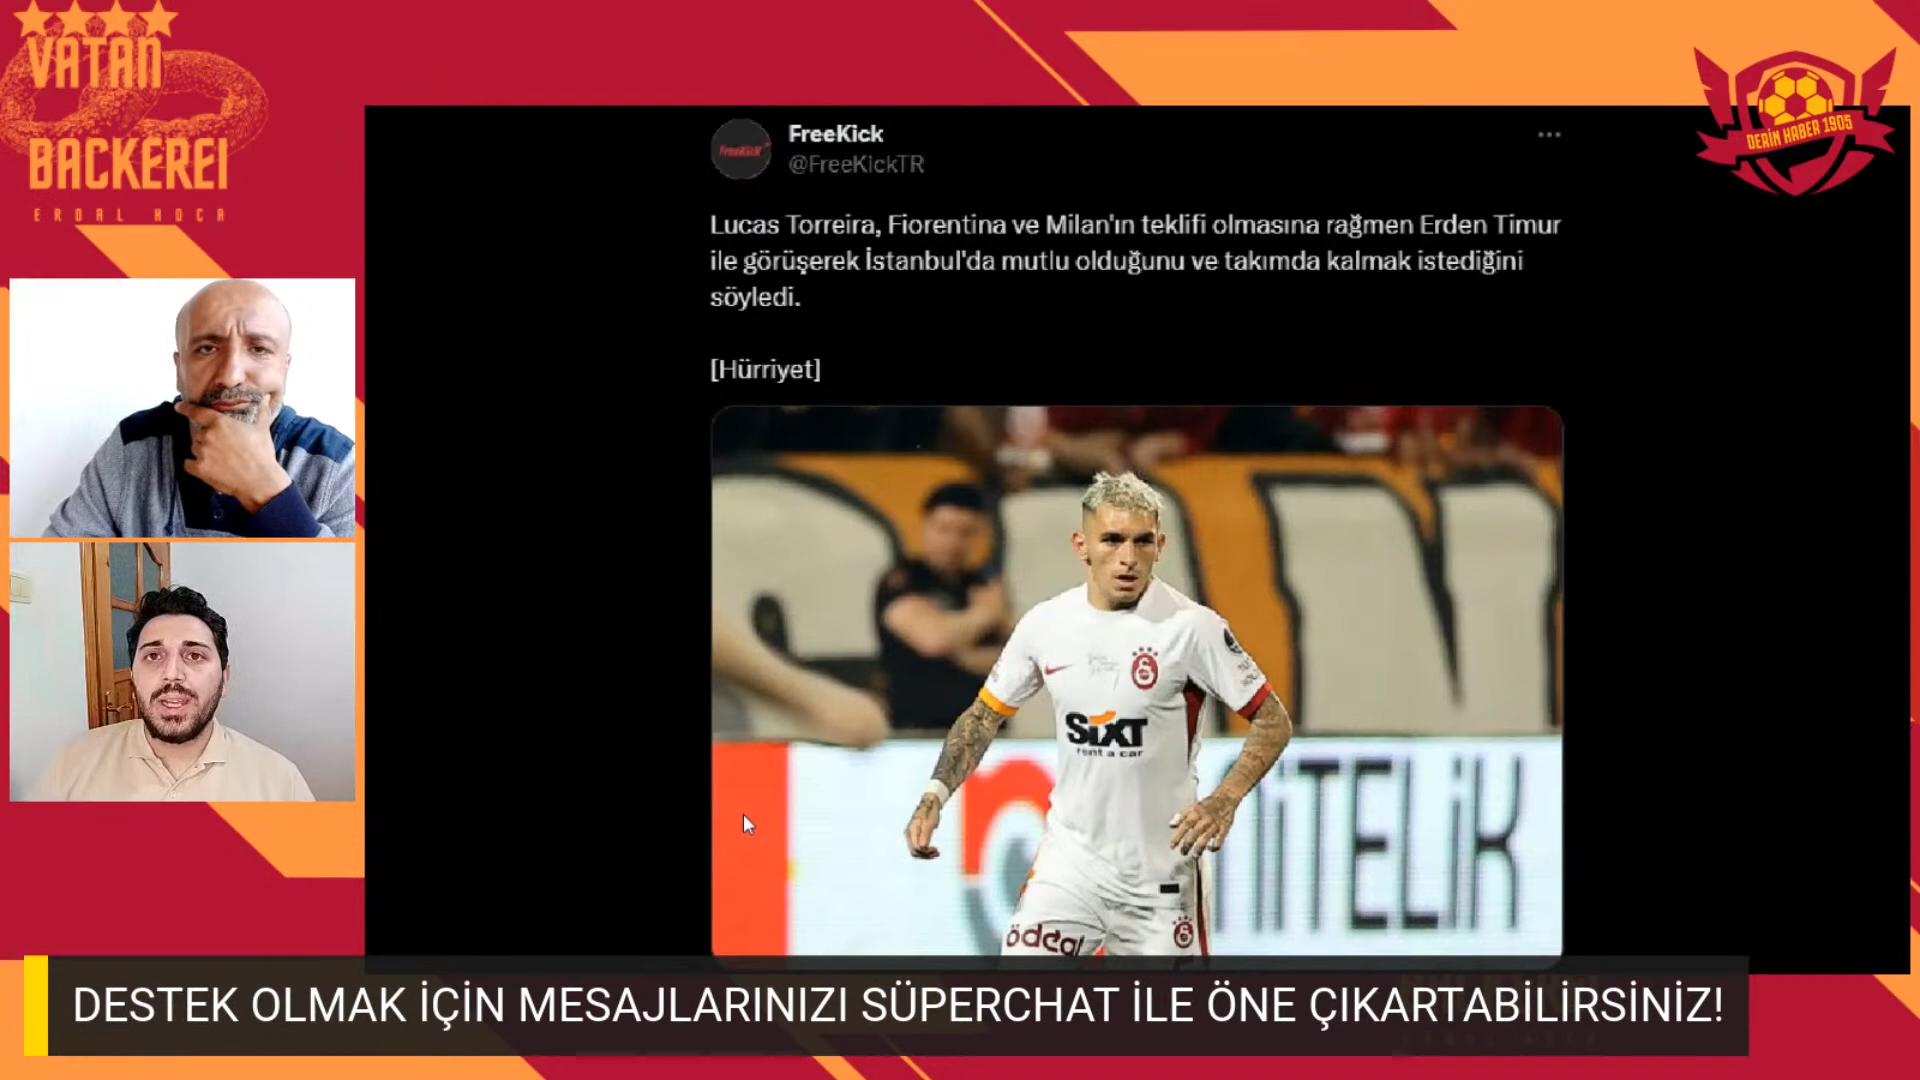 VATAN
BACKEREI
ERDAL HOCA
DERİN HABER 1905
FreeKick
FreeKick
@FreeKickTR
Lucas Torreira, Fiorentina ve Milan'ın teklifi olmasına rağmen Erden Timur
ile görüşerek İstanbul'da mutlu olduğunu ve takımda kalmak istediğini
söyledi.
[Hürriyet]
SiXT
rent a car
NiTELiK
ödeal
DESTEK OLMAK İÇİN MESAJLARINIZI SÜPERCHAT İLE ÖNE ÇIKARTABİLİRSİNİZ!